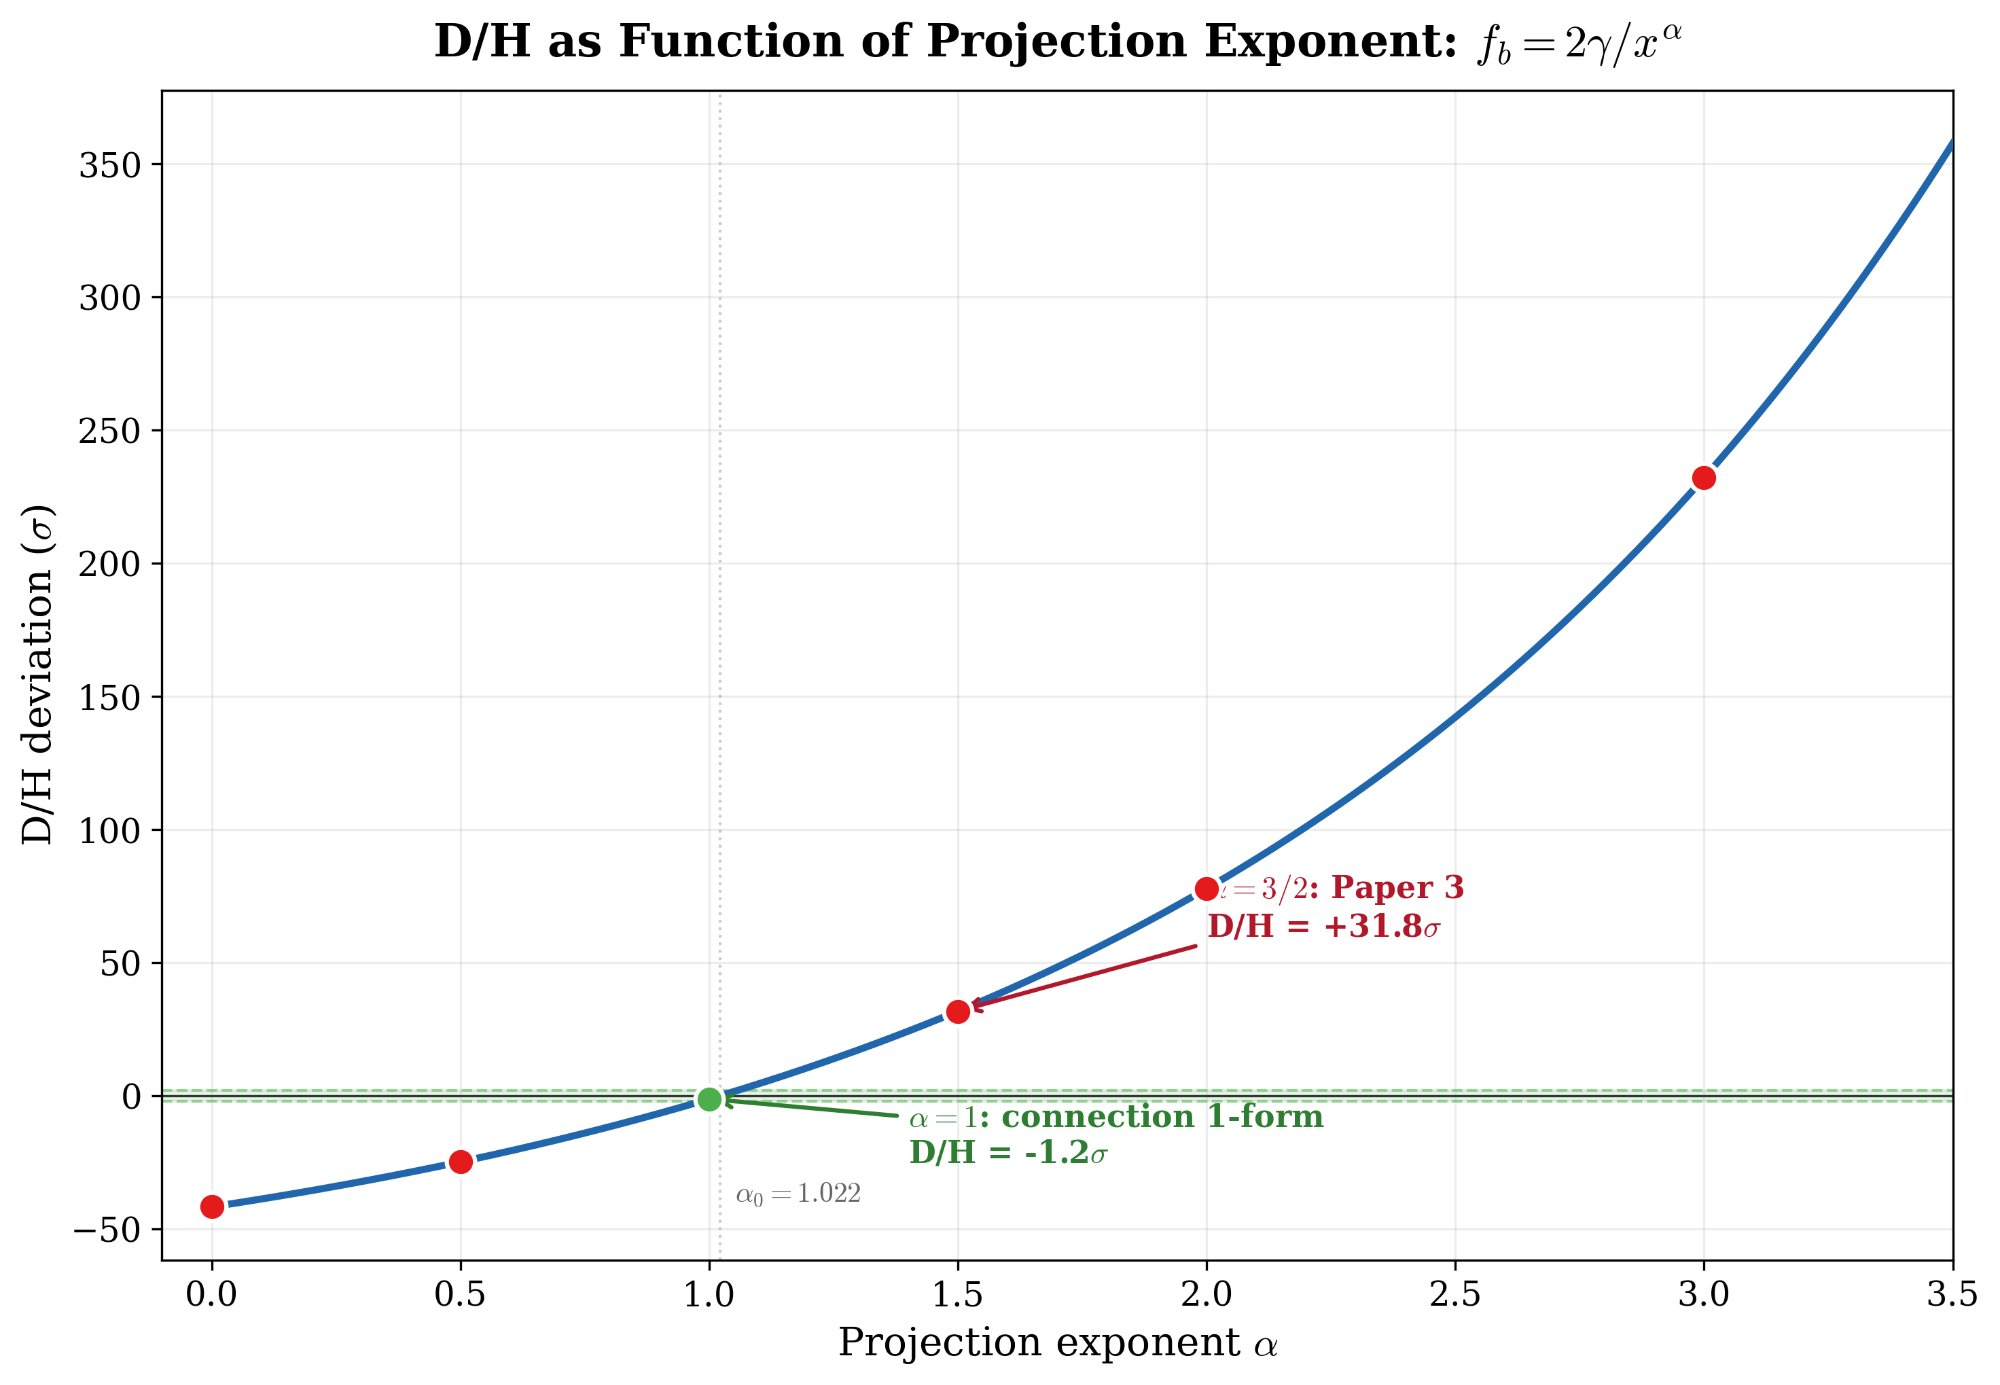 D/H as Function of Projection Exponent: f_b = 2γ/x^α
D/H deviation (σ)
350
300
250
200
150
100
50
0
−50
= 3/2: Paper 3
D/H = +31.8σ
α = 1: connection 1-form
D/H = -1.2σ
α₀ = 1.022
0.0 0.5 1.0 1.5 2.0 2.5 3.0 3.5
Projection exponent α